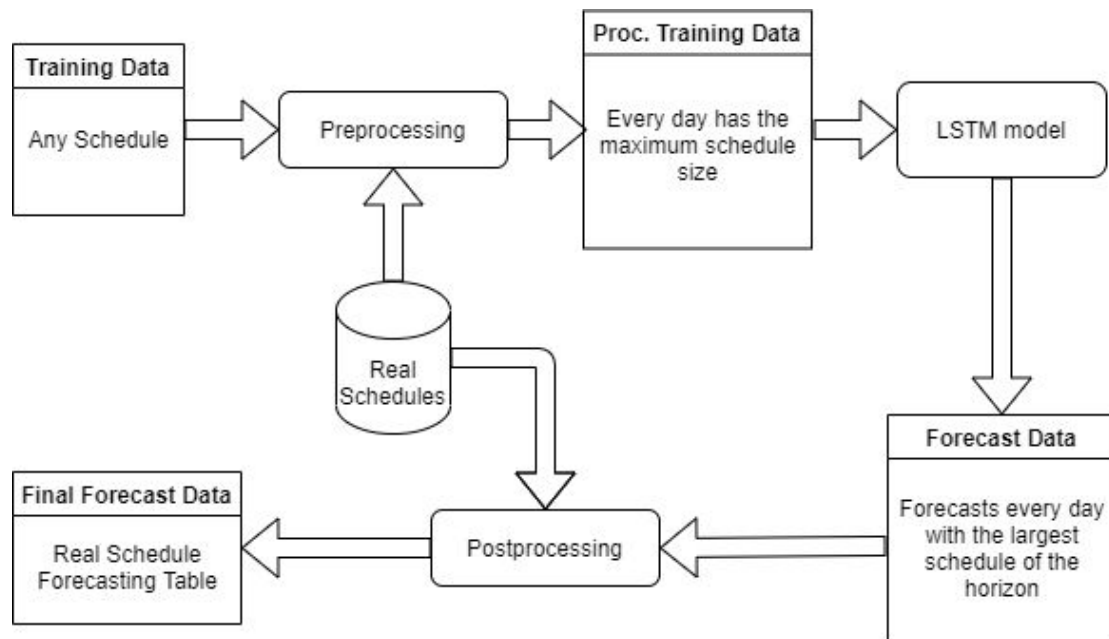 Training Data
Any Schedule
Preprocessing
Proc. Training Data
Every day has the
maximum schedule
size
LSTM model
Real
Schedules
Forecast Data
Forecasts every day
with the largest
schedule of the
horizon
Postprocessing
Final Forecast Data
Real Schedule
Forecasting Table